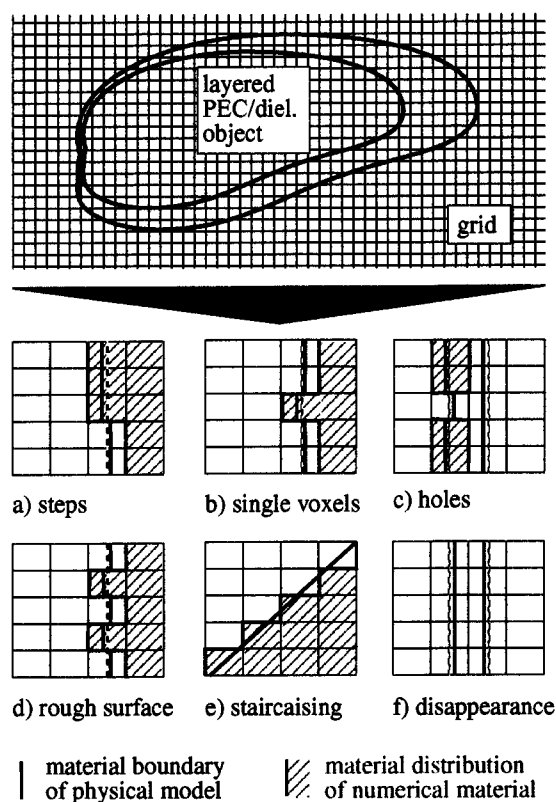 layered
PEC/diel.
object
grid
a) steps
b) single voxels
c) holes
d) rough surface
e) staircaising
f) disappearance
material boundary
of physical model
material distribution
of numerical material